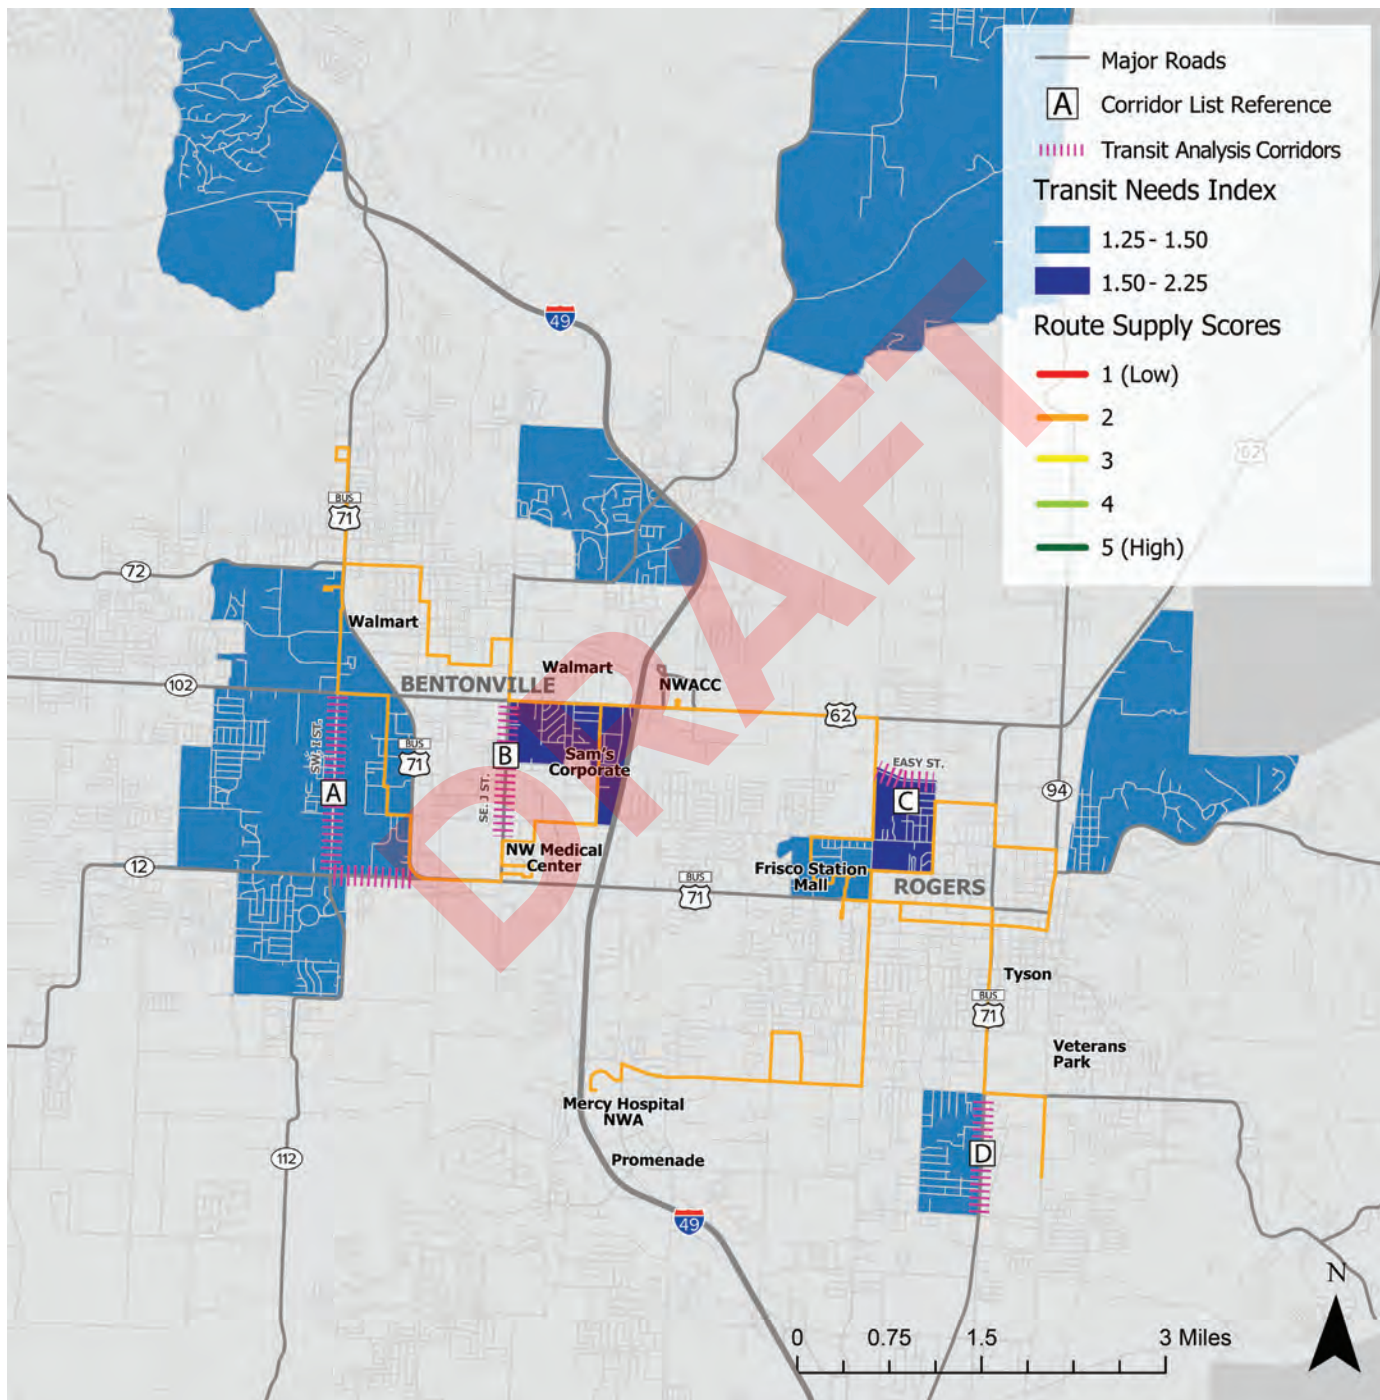 Major Roads
A Corridor List Reference
Transit Analysis Corridors
Transit Needs Index
1.25 - 1.50
1.50 - 2.25
Route Supply Scores
1 (Low)
2
3
4
5 (High)
49
62
BUS
71
72
Walmart
Walmart
102
BENTONVILLE
NWACC
62
SW. I ST.
BUS
71
B
Sam's
Corporate
EASY ST.
A
SE. J ST.
C
94
12
NW Medical
Center
Frisco Station
Mall
BUS
71
ROGERS
Tyson
BUS
71
Veterans
Park
Mercy Hospital
NWA
D
112
Promenade
49
N
0 0.75 1.5 3 Miles
DRAFT